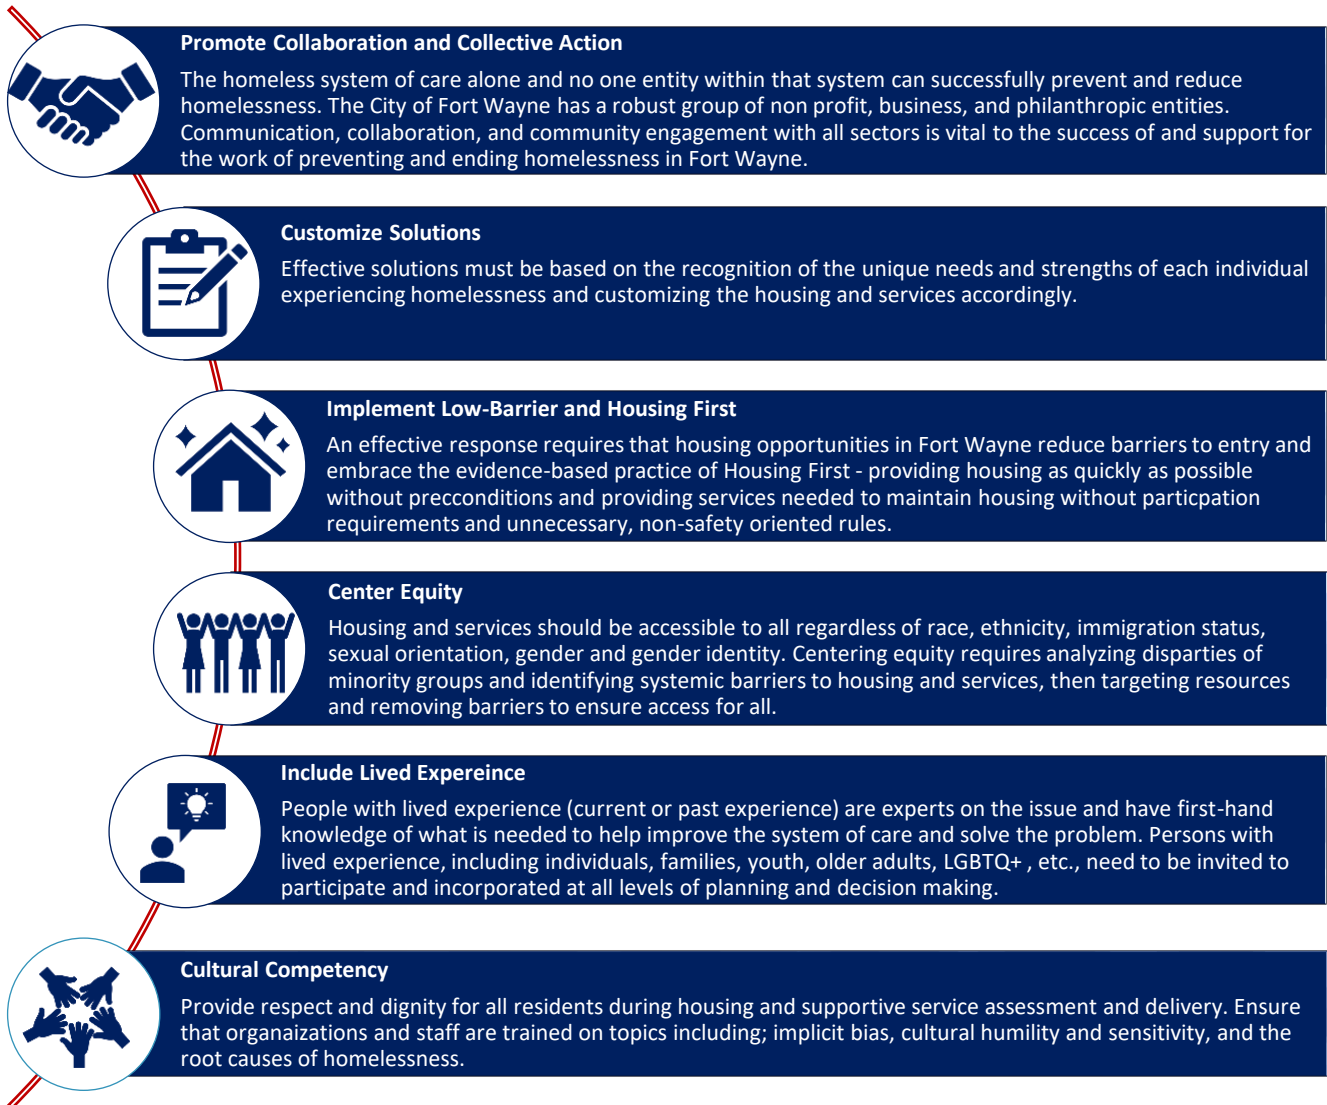 Promote Collaboration and Collective Action
The homeless system of care alone and no one entity within that system can successfully prevent and reduce
homelessness. The City of Fort Wayne has a robust group of non profit, business, and philanthropic entities.
Communication, collaboration, and community engagement with all sectors is vital to the success of and support for
the work of preventing and ending homelessness in Fort Wayne.
Customize Solutions
Effective solutions must be based on the recognition of the unique needs and strengths of each individual
experiencing homelessness and customizing the housing and services accordingly.
Implement Low-Barrier and Housing First
An effective response requires that housing opportunities in Fort Wayne reduce barriers to entry and
embrace the evidence-based practice of Housing First - providing housing as quickly as possible
without precconditions and providing services needed to maintain housing without particpation
requirements and unnecessary, non-safety oriented rules.
Center Equity
Housing and services should be accessible to all regardless of race, ethnicity, immigration status,
sexual orientation, gender and gender identity. Centering equity requires analyzing disparties of
minority groups and identifying systemic barriers to housing and services, then targeting resources
and removing barriers to ensure access for all.
Include Lived Expereince
People with lived experience (current or past experience) are experts on the issue and have first-hand
knowledge of what is needed to help improve the system of care and solve the problem. Persons with
lived experience, including individuals, families, youth, older adults, LGBTQ+ , etc., need to be invited to
participate and incorporated at all levels of planning and decision making.
Cultural Competency
Provide respect and dignity for all residents during housing and supportive service assessment and delivery. Ensure
that organaizations and staff are trained on topics including; implicit bias, cultural humility and sensitivity, and the
root causes of homelessness.